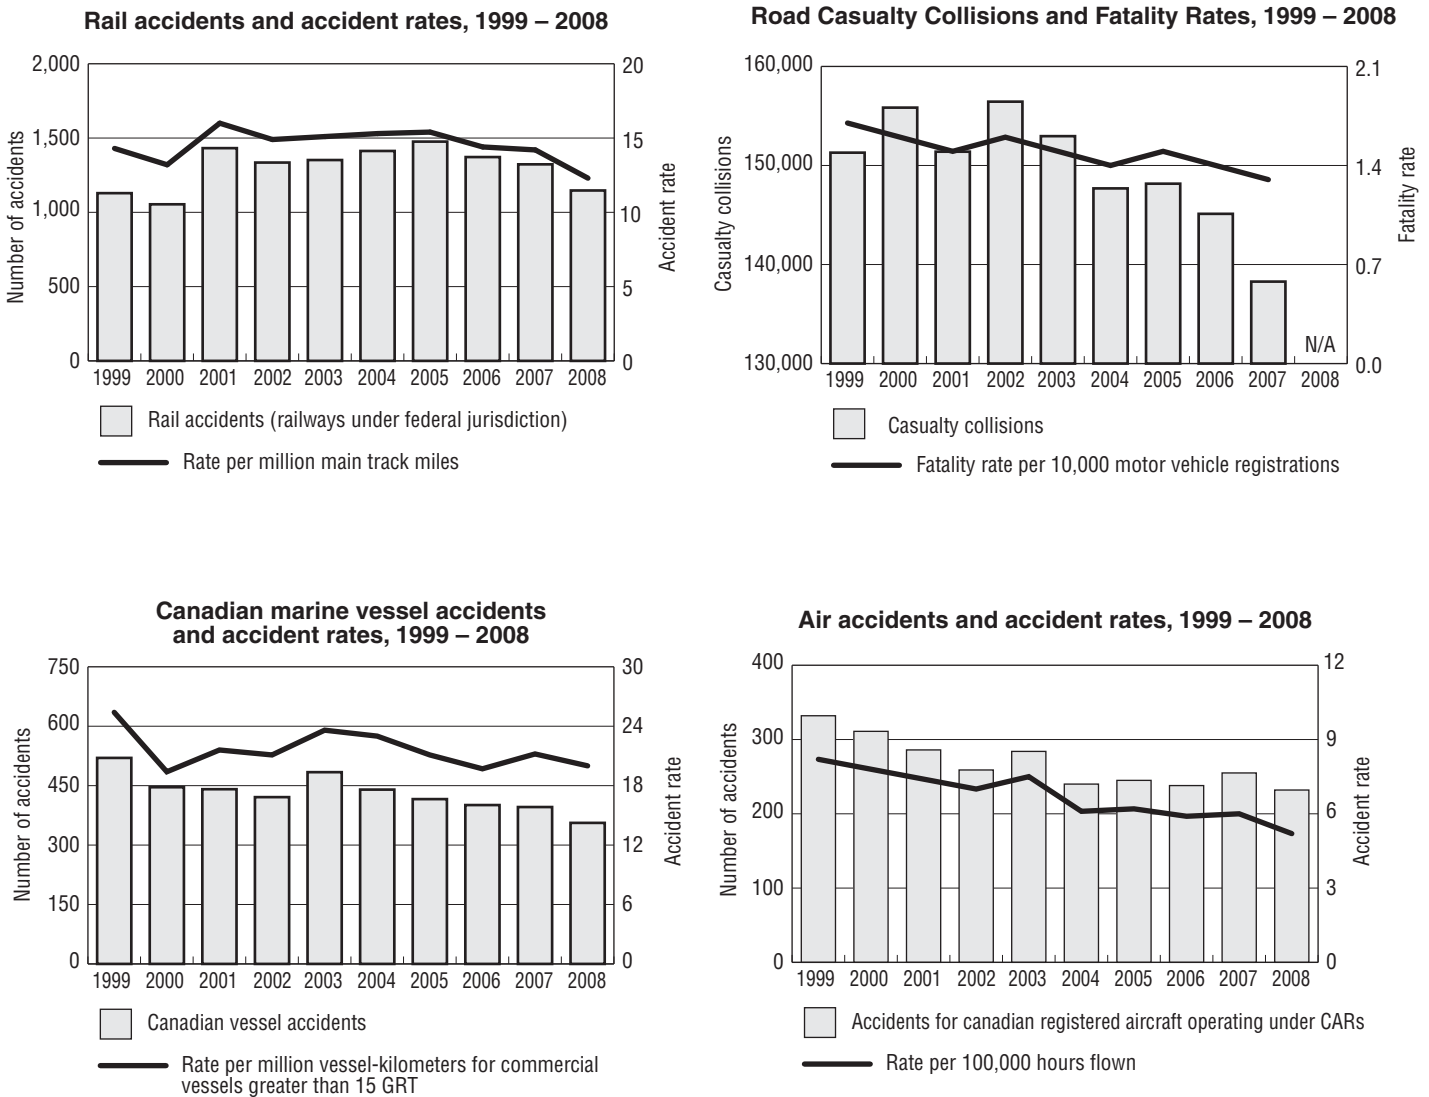 Rail accidents and accident rates, 1999 – 2008
2,000
1,500
1,000
500
0
Number of accidents
20
15
10
5
0
Accident rate
1999 2000 2001 2002 2003 2004 2005 2006 2007 2008
Rail accidents (railways under federal jurisdiction)
Rate per million main track miles
Road Casualty Collisions and Fatality Rates, 1999 – 2008
160,000
150,000
140,000
130,000
Casualty collisions
2.1
1.4
0.7
0.0
Fatality rate
N/A
1999 2000 2001 2002 2003 2004 2005 2006 2007 2008
Casualty collisions
Fatality rate per 10,000 motor vehicle registrations
Canadian marine vessel accidents
and accident rates, 1999 – 2008
750
600
450
300
150
0
Number of accidents
30
24
18
12
6
0
Accident rate
1999 2000 2001 2002 2003 2004 2005 2006 2007 2008
Canadian vessel accidents
Rate per million vessel-kilometers for commercial
vessels greater than 15 GRT
Air accidents and accident rates, 1999 – 2008
400
300
200
100
0
Number of accidents
12
9
6
3
0
Accident rate
1999 2000 2001 2002 2003 2004 2005 2006 2007 2008
Accidents for canadian registered aircraft operating under CARs
Rate per 100,000 hours flown